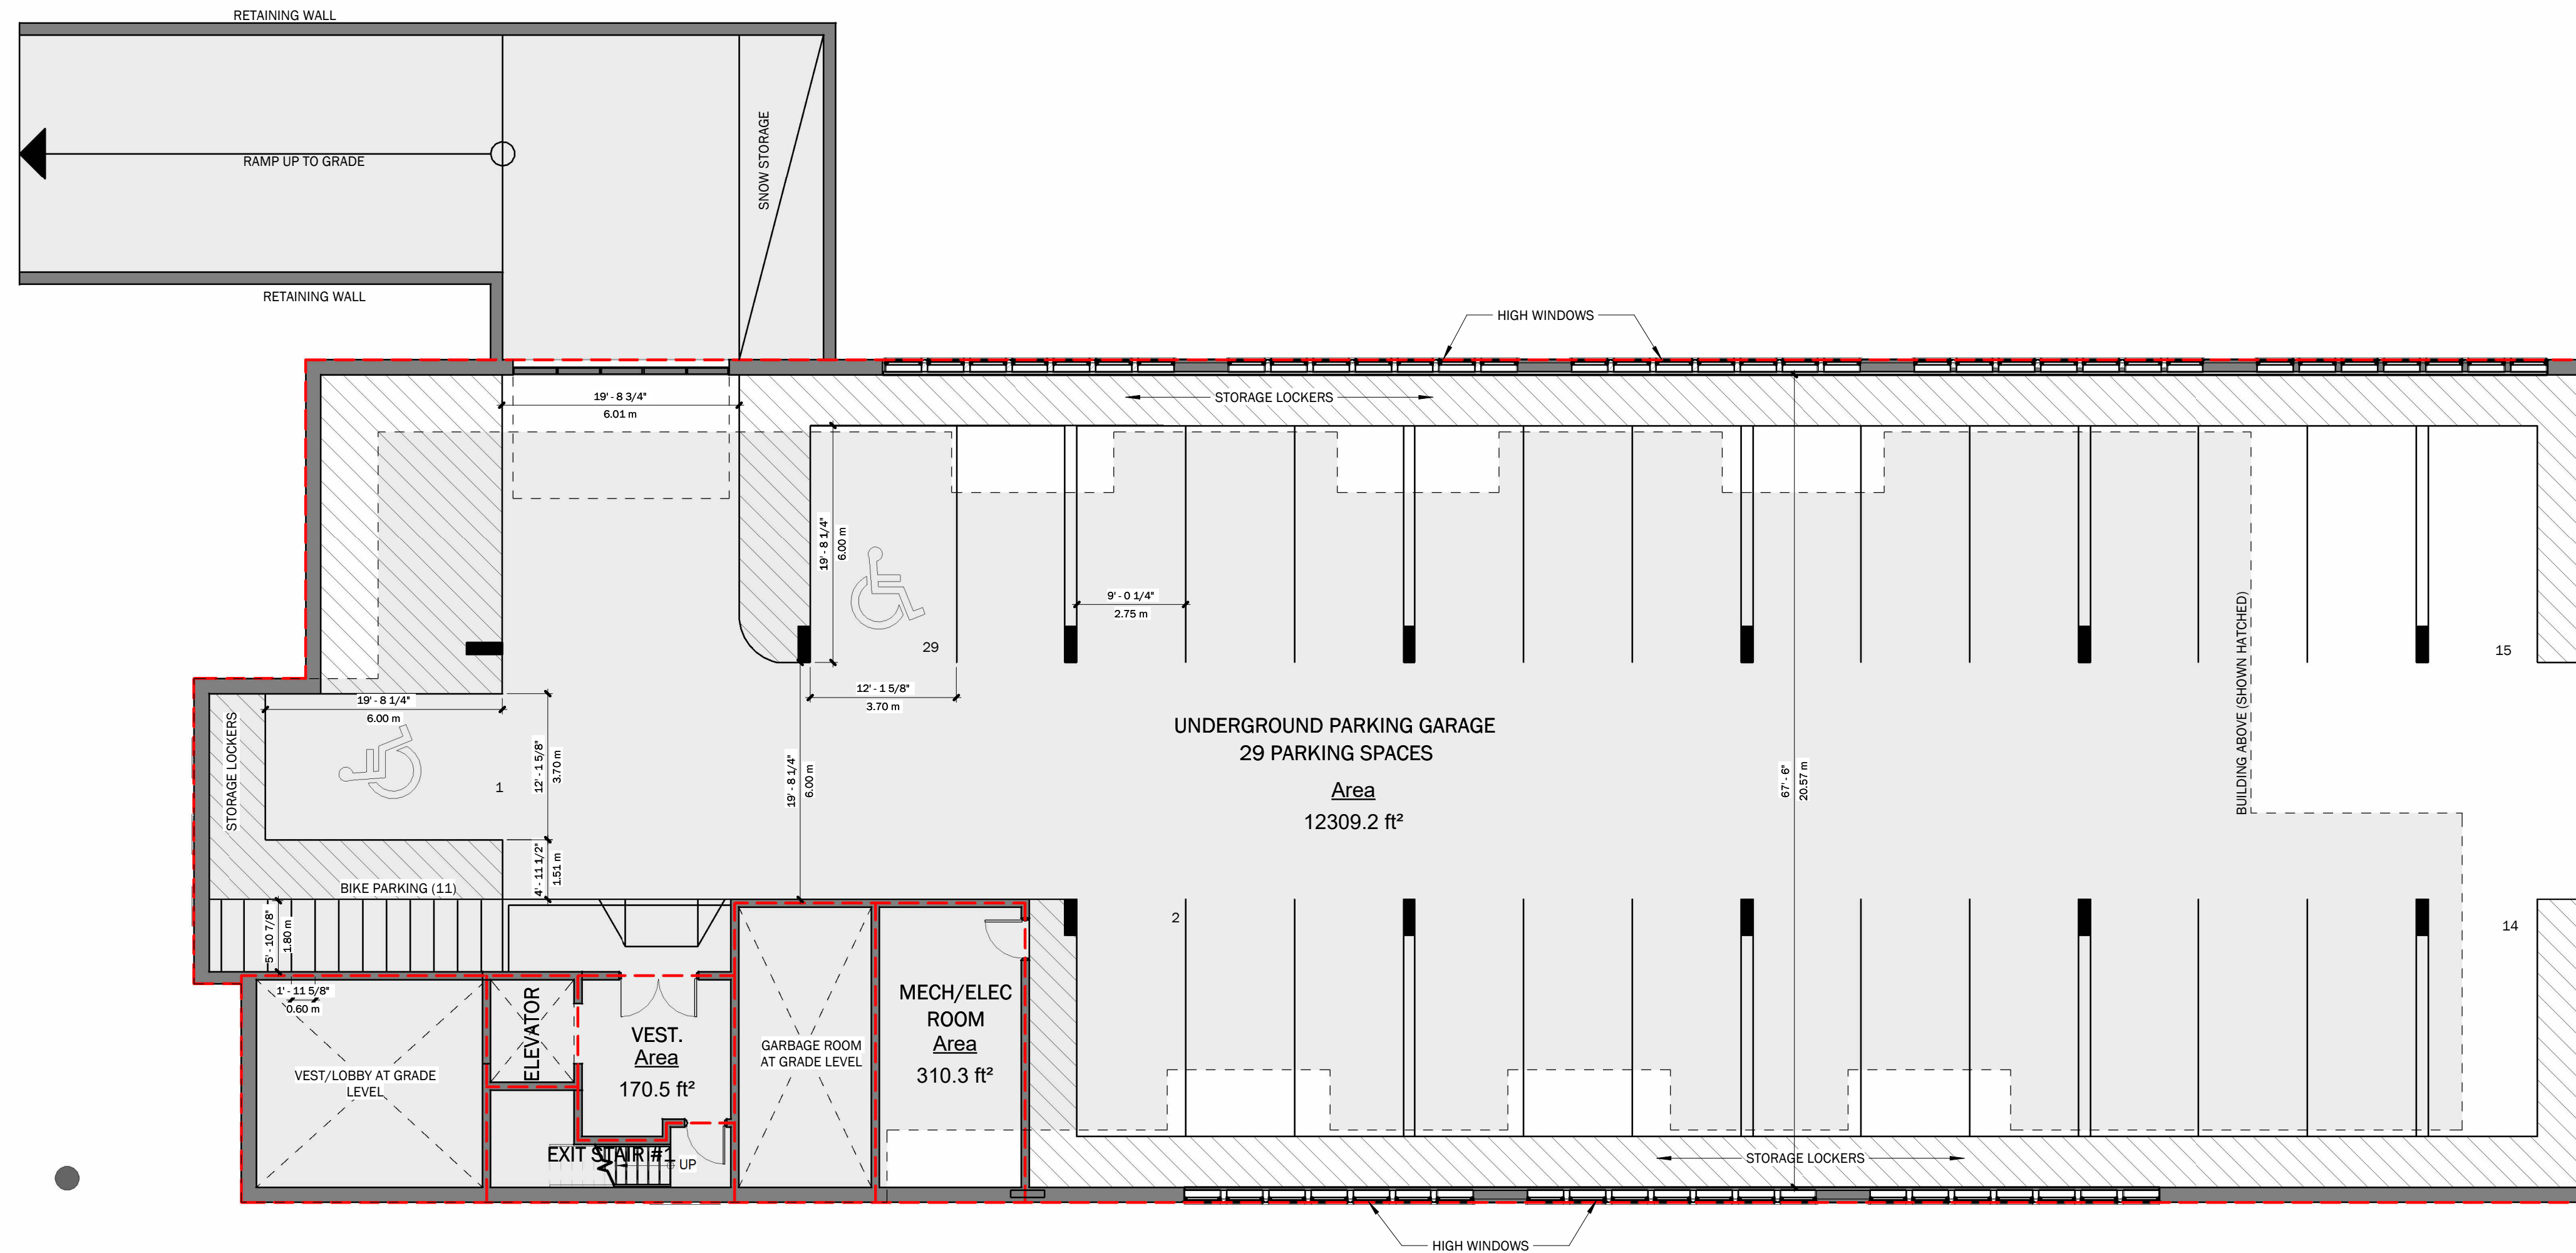 RETAINING WALL
RAMP UP TO GRADE
SNOW STORAGE
RETAINING WALL
HIGH WINDOWS
19' - 8 3/4"
6.01 m
STORAGE LOCKERS
19' - 8 1/4"
6.00 m
9' - 0 1/4"
2.75 m
29
15
12' - 1 5/8"
3.70 m
19' - 8 1/4"
6.00 m
STORAGE LOCKERS
1
12' - 1 5/8"
3.70 m
19' - 8 1/4"
6.00 m
UNDERGROUND PARKING GARAGE
29 PARKING SPACES
Area
12309.2 ft²
67' - 6"
20.57 m
BUILDING ABOVE (SHOWN HATCHED)
4' - 11 1/2"
1.51 m
BIKE PARKING (11)
5' - 10 7/8"
1.80 m
2
14
1' - 11 5/8"
0.60 m
ELEVATOR
VEST.
Area
170.5 ft²
GARBAGE ROOM
AT GRADE LEVEL
MECH/ELEC
ROOM
Area
310.3 ft²
VEST/LOBBY AT GRADE
LEVEL
EXIT STAIR #1
UP
STORAGE LOCKERS
HIGH WINDOWS